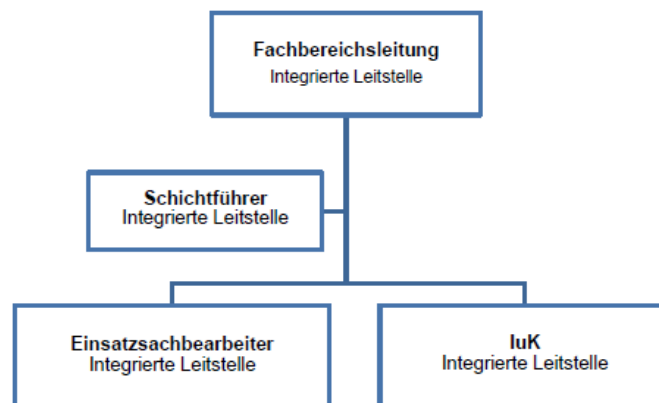 Fachbereichsleitung
Integrierte Leitstelle
Schichtführer
Integrierte Leitstelle
Einsatzsachbearbeiter
Integrierte Leitstelle
IuK
Integrierte Leitstelle